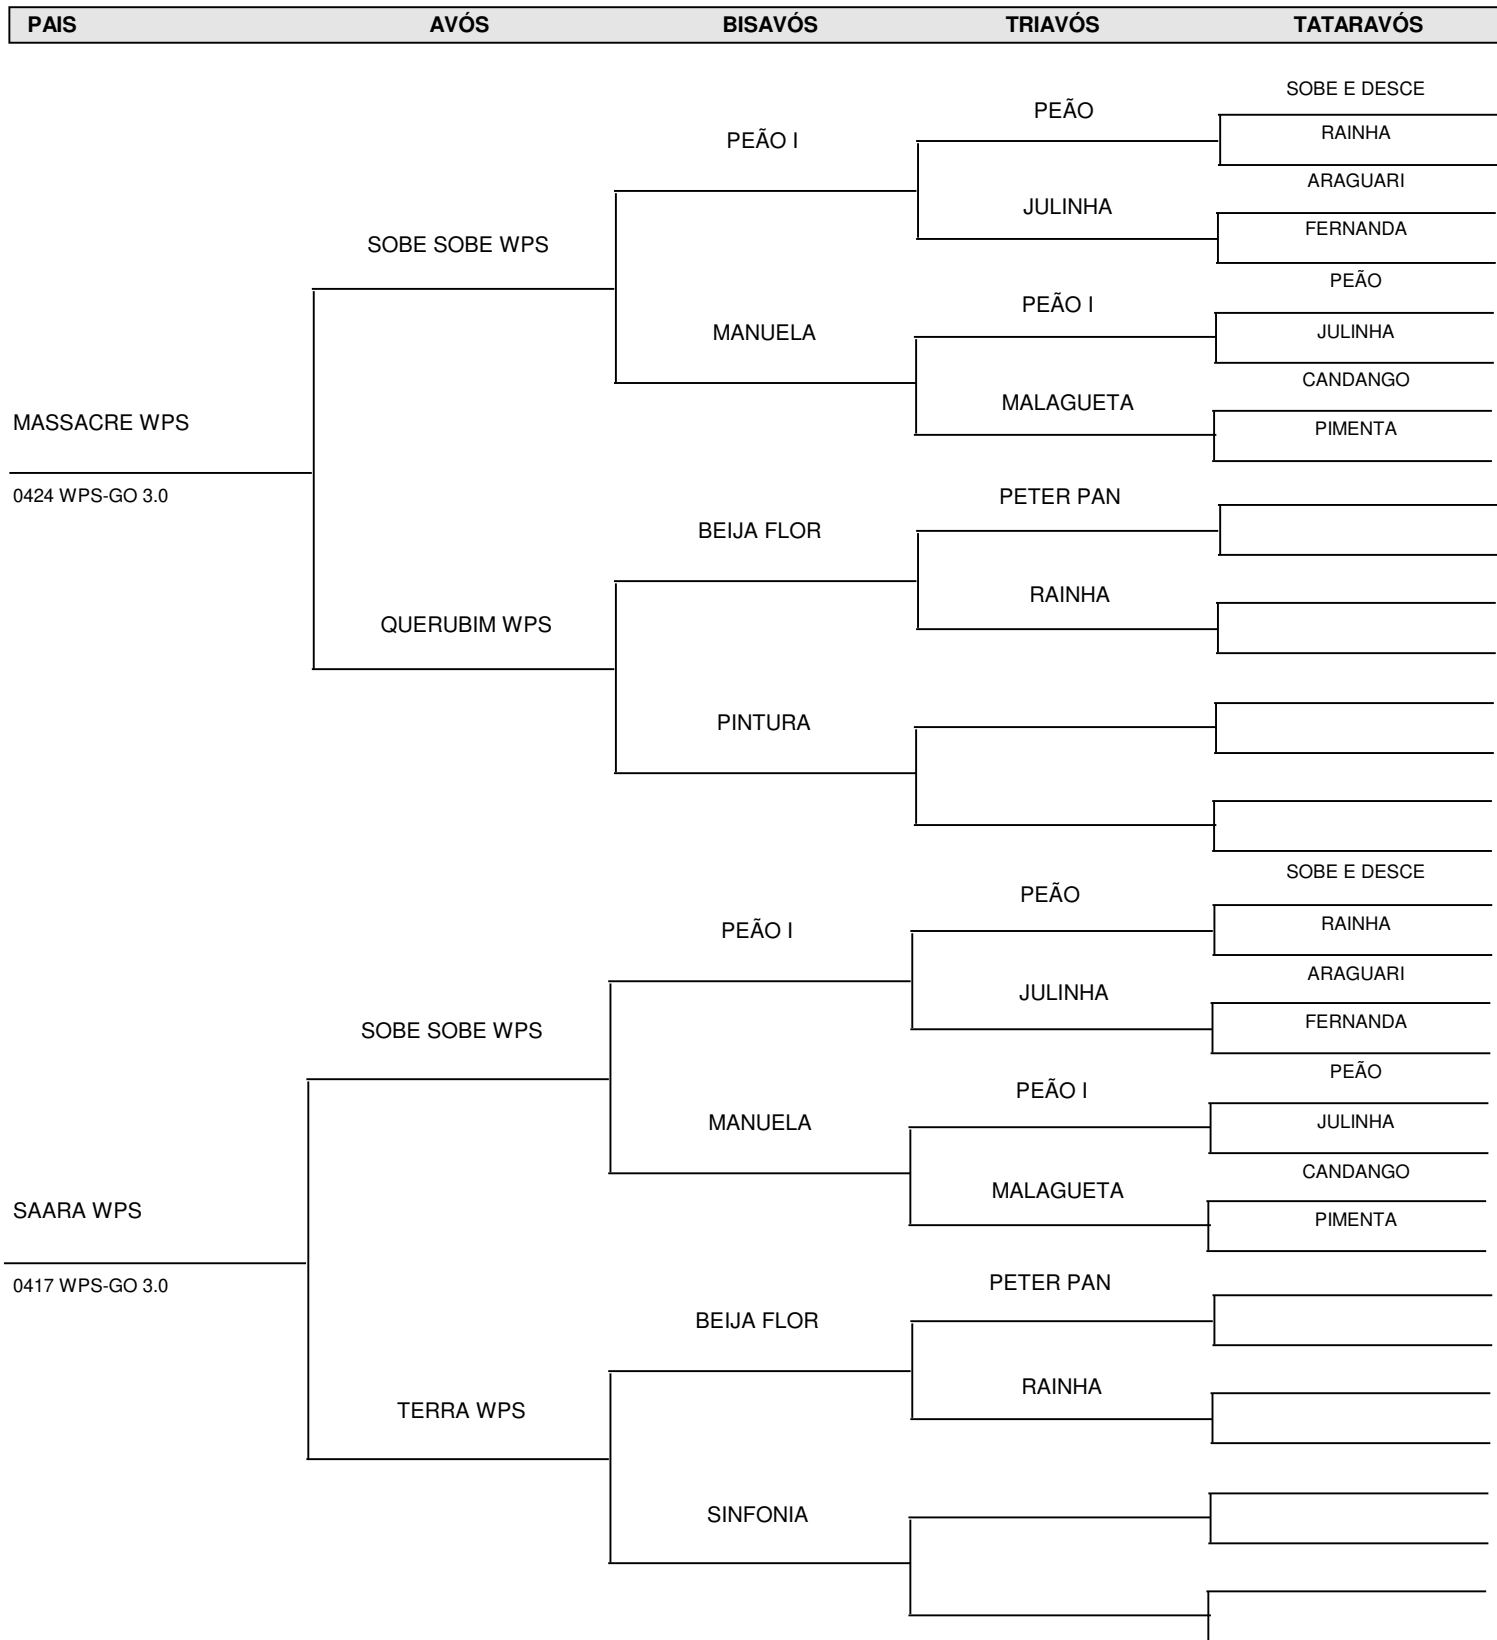 PAIS AVÓS BISAVÓS TRIAVÓS TATARAVÓS
SOBE E DESCE
PEÃO
RAINHA
PEÃO I
ARAGUARI
JULINHA
FERNANDA
SOBE SOBE WPS
PEÃO
PEÃO I
JULINHA
MANUELA
CANDANGO
MALAGUETA
MASSACRE WPS
PIMENTA
0424 WPS-GO 3.0
PETER PAN
BEIJA FLOR
RAINHA
QUERUBIM WPS
PINTURA
SOBE E DESCE
PEÃO
RAINHA
PEÃO I
ARAGUARI
JULINHA
FERNANDA
SOBE SOBE WPS
PEÃO
PEÃO I
JULINHA
MANUELA
CANDANGO
MALAGUETA
SAARA WPS
PIMENTA
0417 WPS-GO 3.0
PETER PAN
BEIJA FLOR
RAINHA
TERRA WPS
SINFONIA